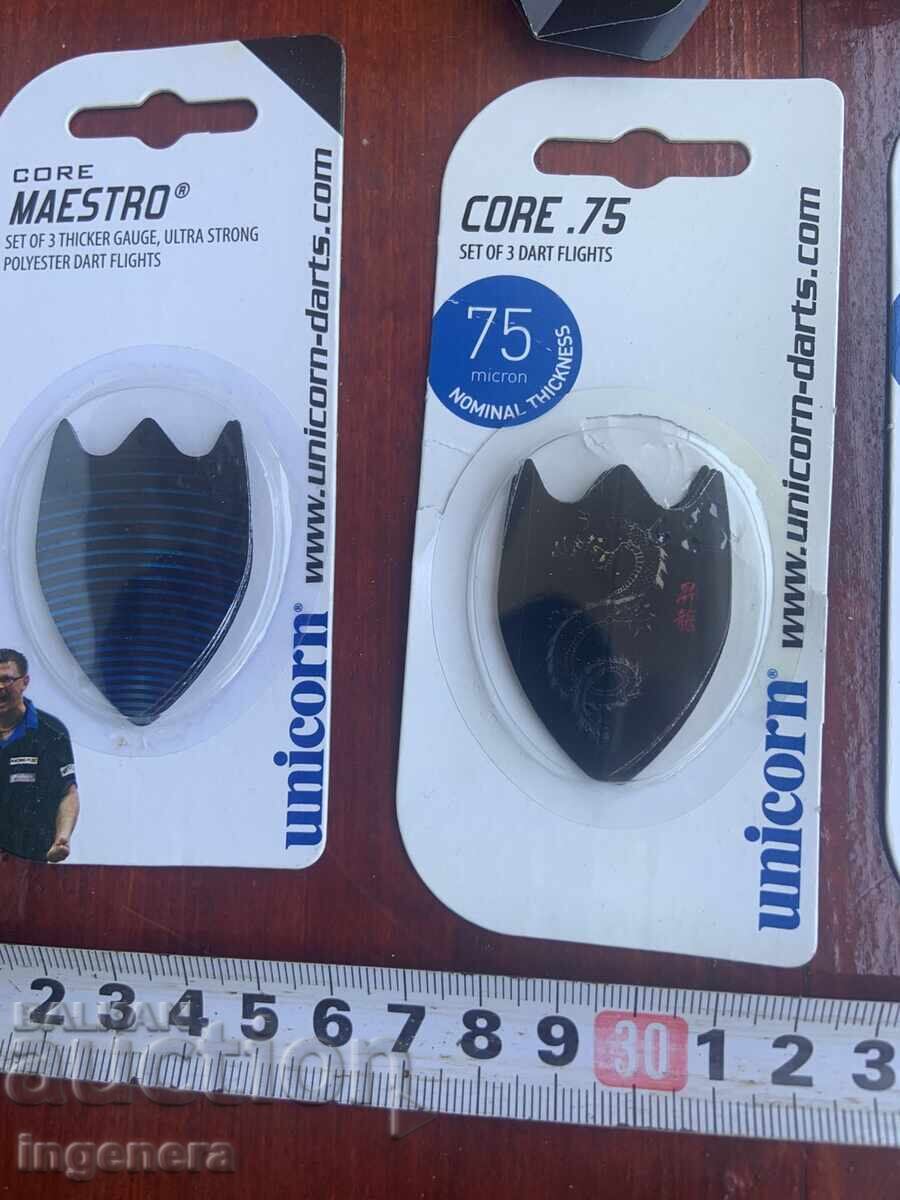 CORE
MAESTRO®
SET OF 3 THICKER GAUGE, ULTRA STRONG
POLYESTER DART FLIGHTS
www.unicorn-darts.com
unicorn®
CORE .75
SET OF 3 DART FLIGHTS
75
micron
NOMINAL THICKNESS
www.unicorn-darts.com
unicorn®
2 3 4 5 6 7 8 9 30 1 2 3
BALKAN
auction
ingenera